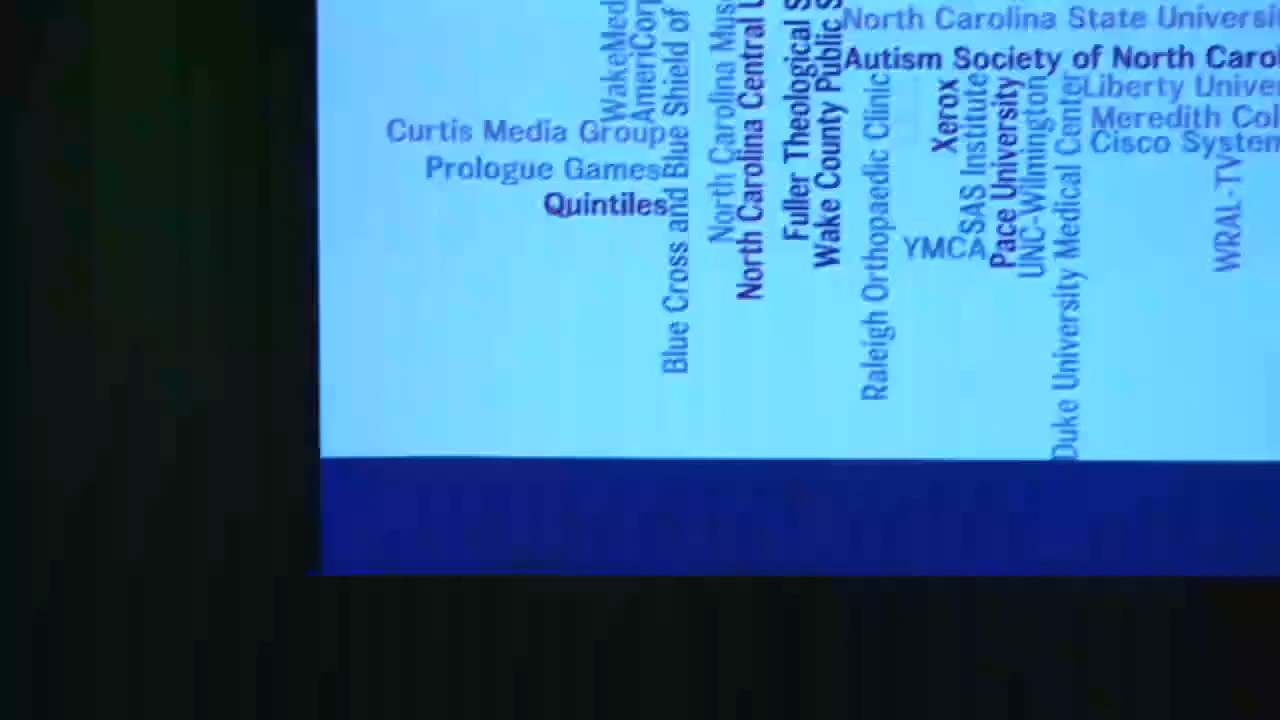 WakeMed
AmeriCorp
Blue Cross and Blue Shield of
Curtis Media Group
Prologue Games
Quintiles
North Carolina Mus
North Carolina Central
Fuller Theological
Wake County Public
North Carolina State Universi
Autism Society of North Caro
Raleigh Orthopaedic Clinic
Xerox
SAS Institute
YMCA
Pace University
UNC-Wilmington
Duke University Medical Center
Liberty Univer
Meredith Col
Cisco System
WRAL-TV